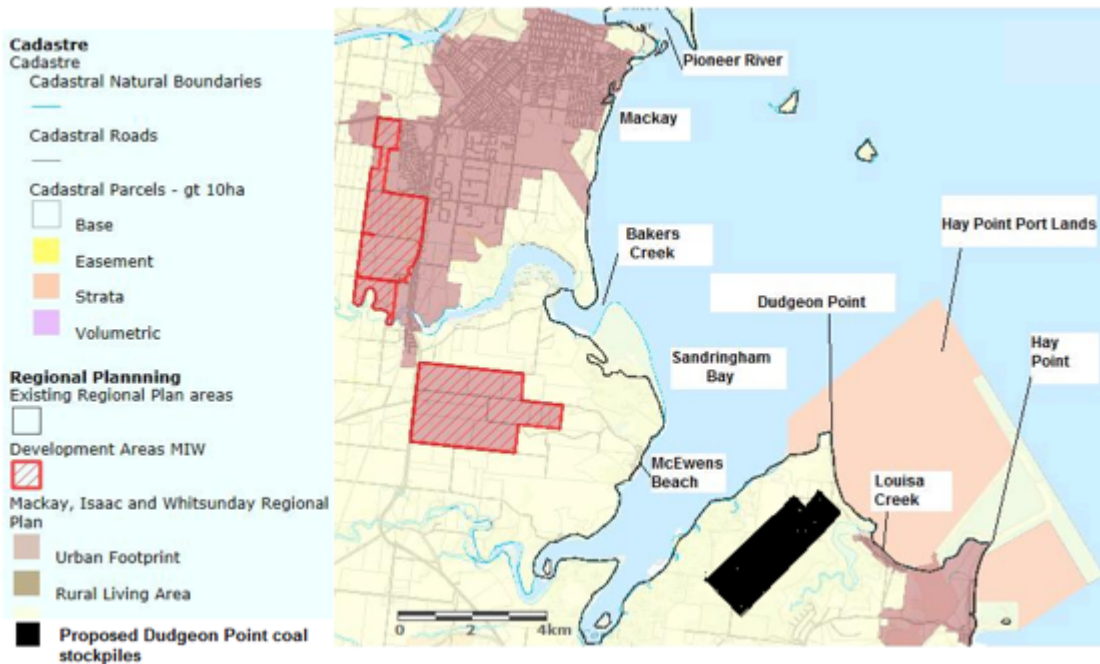 Cadastre
Cadastre
Cadastral Natural Boundaries
Cadastral Roads
Cadastral Parcels - gt 10ha
Base
Easement
Strata
Volumetric
Regional Plannning
Existing Regional Plan areas
Development Areas MIW
Mackay, Isaac and Whitsunday Regional
Plan
Urban Footprint
Rural Living Area
Proposed Dudgeon Point coal
stockpiles
Pioneer River
Mackay
Bakers
Creek
Hay Point Port Lands
Dudgeon Point
Hay
Point
Sandringham
Bay
McEwens
Beach
Louisa
Creek
0 2 4km